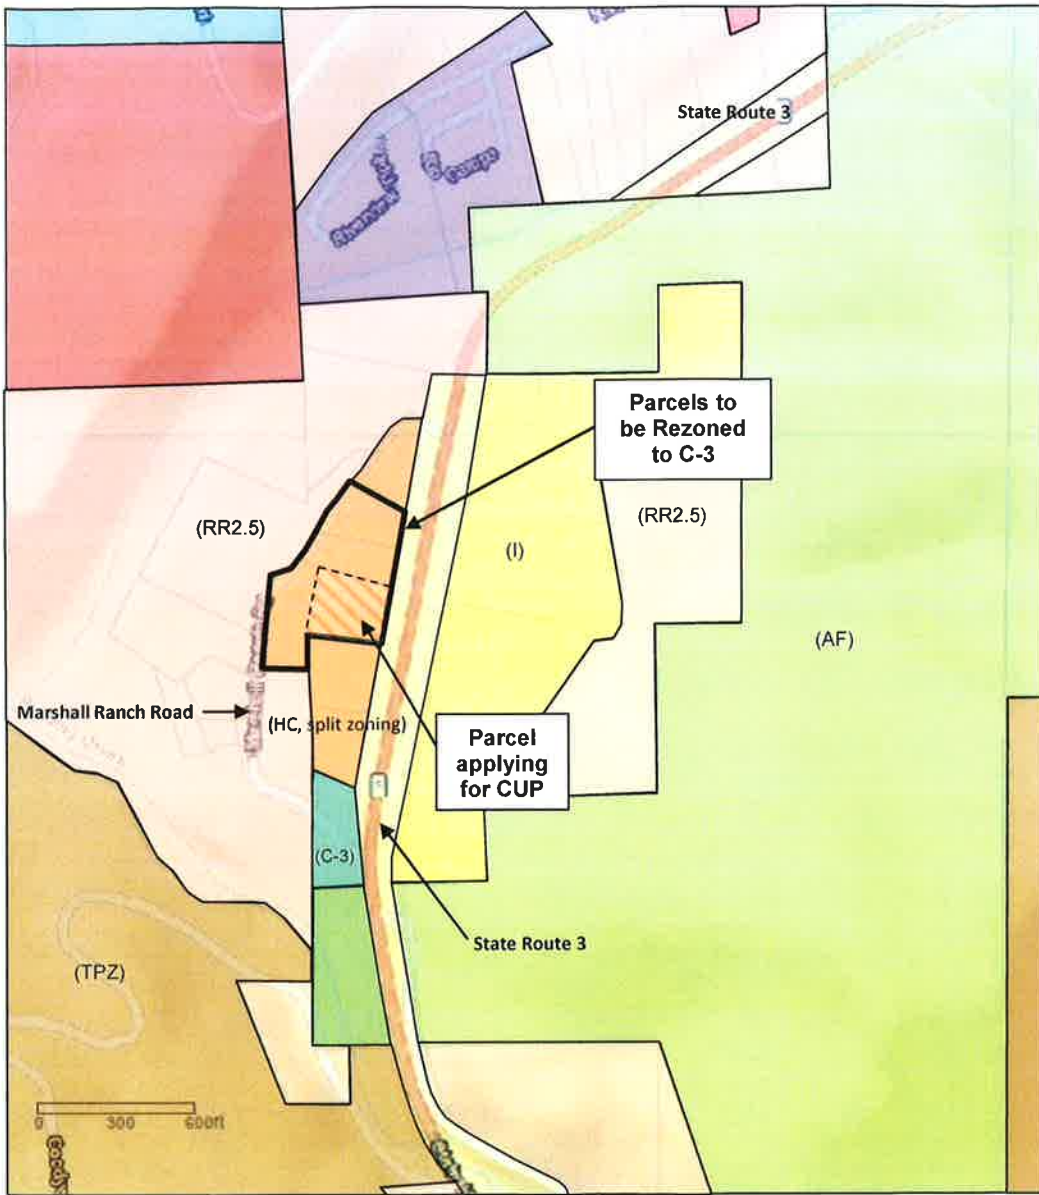 State Route 3
Parcels to
be Rezoned
to C-3
(RR2.5)
(I)
(RR2.5)
(AF)
Marshall Ranch Road
(HC, split zoning)
Parcel
applying
for CUP
(C-3)
State Route 3
(TPZ)
0 300 600ft